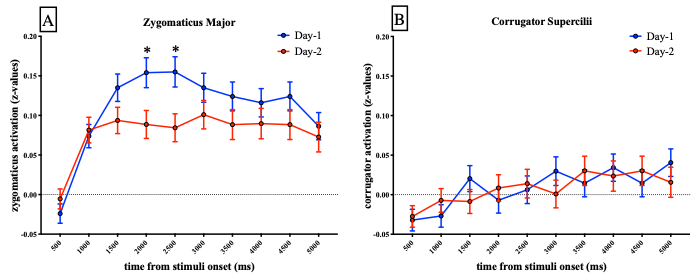 A
Zygomaticus Major
Day-1
Day-2
* *
zygomaticus activation (z-values)
0.20
0.15
0.10
0.05
0.00
-0.05
500 1000 1500 2000 2500 3000 3500 4000 4500 5000
time from stimuli onset (ms)
B
Corrugator Supercilii
Day-1
Day-2
corrugator activation (z-values)
0.20
0.15
0.10
0.05
0.00
-0.05
500 1000 1500 2000 2500 3000 3500 4000 4500 5000
time from stimuli onset (ms)